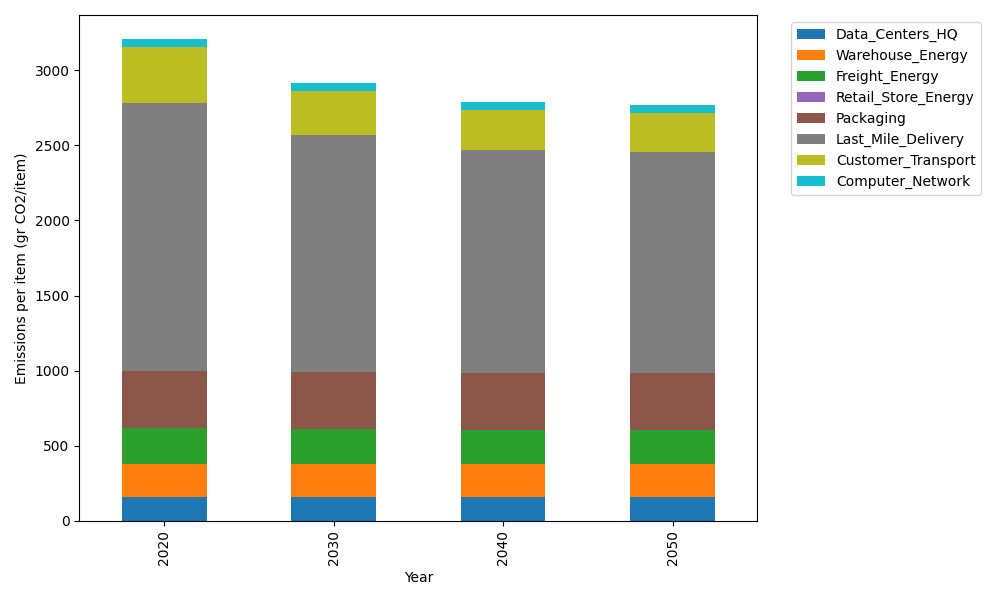 Emissions per item (gr CO2/item)
3000
2500
2000
1500
1000
500
0
2020
2030
2040
2050
Year
Data_Centers_HQ
Warehouse_Energy
Freight_Energy
Retail_Store_Energy
Packaging
Last_Mile_Delivery
Customer_Transport
Computer_Network